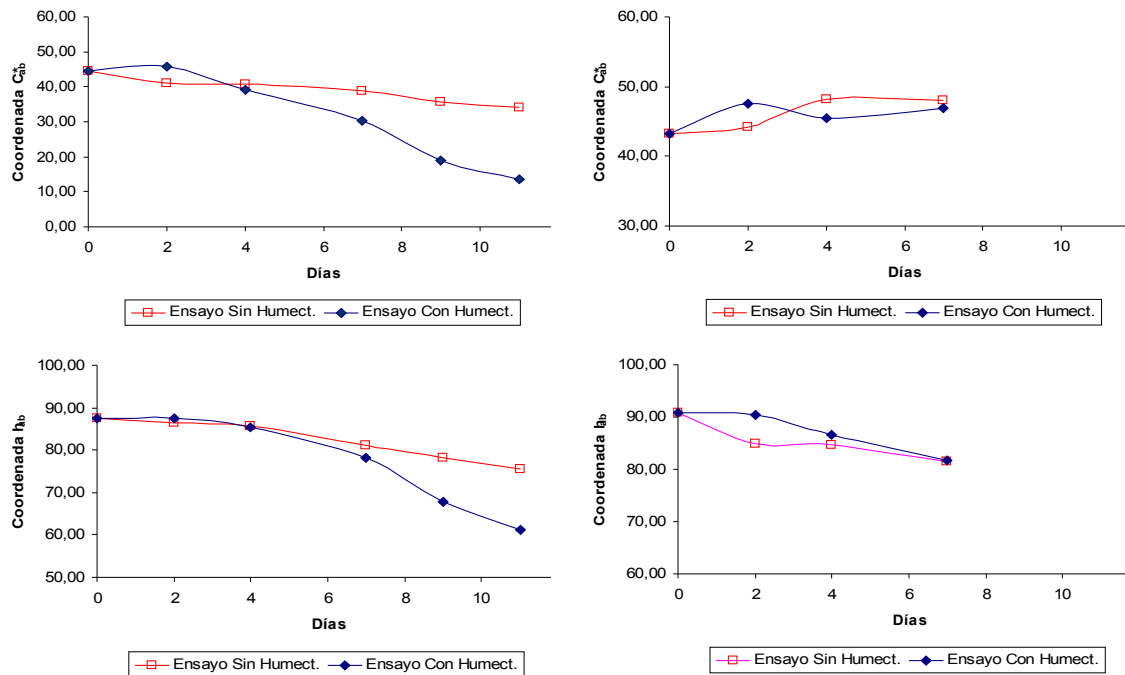 60,00
50,00
40,00
30,00
20,00
10,00
0,00
Coordenada C*ab
0 2 4 6 8 10
Días
Ensayo Sin Humect. Ensayo Con Humect.
60,00
50,00
40,00
30,00
Coordenada C*ab
0 2 4 6 8 10
Días
Ensayo Sin Humect. Ensayo Con Humect.
100,00
90,00
80,00
70,00
60,00
50,00
Coordenada hab
0 2 4 6 8 10
Días
Ensayo Sin Humect. Ensayo Con Humect.
100,00
90,00
80,00
70,00
60,00
Coordenada hab
0 2 4 6 8 10
Días
Ensayo Sin Humect. Ensayo Con Humect.